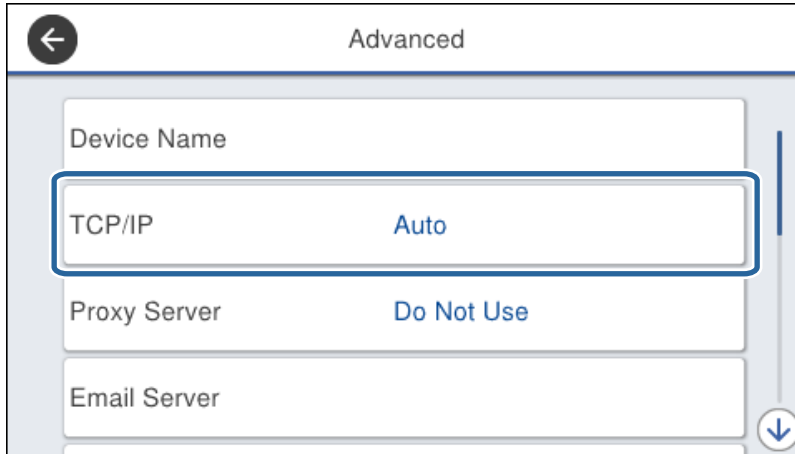 Advanced
Device Name
TCP/IP Auto
Proxy Server Do Not Use
Email Server